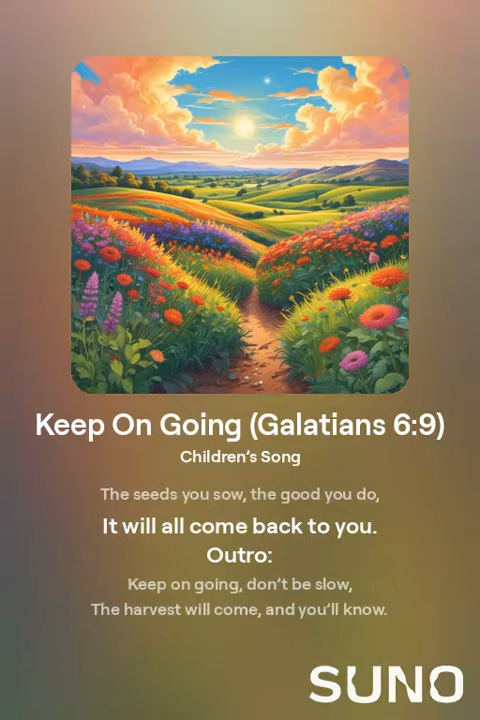 Keep On Going (Galatians 6:9)
Children's Song
The seeds you sow, the good you do,
It will all come back to you.
Outro:
Keep on going, don't be slow,
The harvest will come, and you'll know.
SUNO